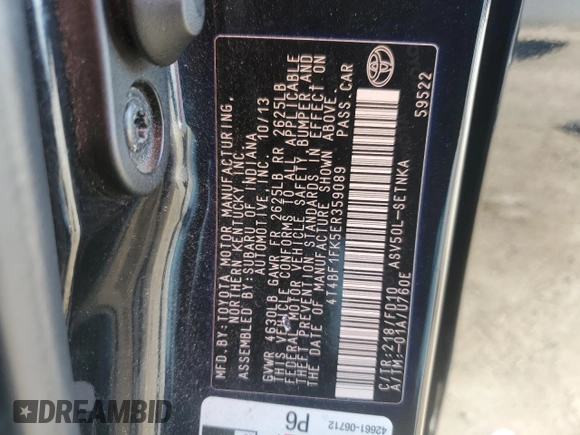 MFD.BY:TOYOTA MOTOR MANUFACTURING,
NORTHERN KENTUCKY, INC.
ASSEMBLED BY:SUBARU OF INDIANA
AUTOMOTIVE,INC. 10/13
GVWR 4630LB GAWR FR 2625LB RR 2625LB
THIS VEHICLE CONFORMS TO ALL APPLICABLE
FEDERAL MOTOR VEHICLE SAFETY, BUMPER AND
THEFT PREVENTION STANDARDS IN EFFECT ON
THE DATE OF MANUFACTURE SHOWN ABOVE.
4T4BF1FK5ER359089 PASS.CAR
C/TR:218/FD10 ASV50L-SETNKA
A/TM:-01A/U760E
59522
42661-06712
P6
DREAMBID